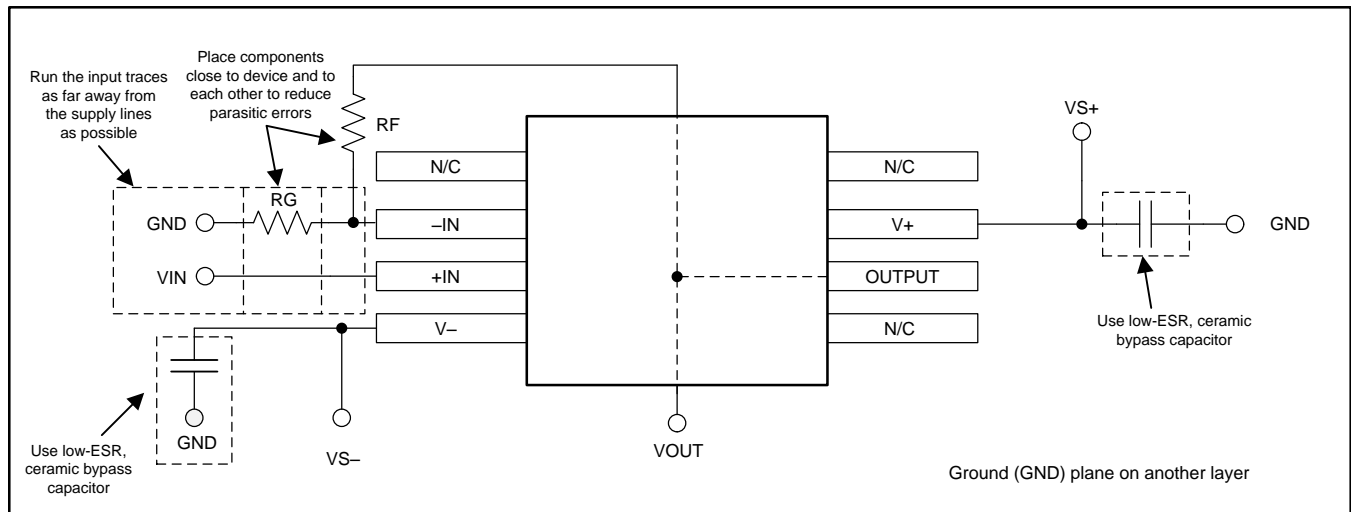 Run the input traces
as far away from
the supply lines
as possible
Place components
close to device and to
each other to reduce
parasitic errors
RF
VS+
N/C
N/C
RG
GND
–IN
V+
GND
VIN
+IN
OUTPUT
V–
N/C
Use low-ESR, ceramic
bypass capacitor
GND
Use low-ESR,
ceramic bypass
capacitor
VS–
VOUT
Ground (GND) plane on another layer